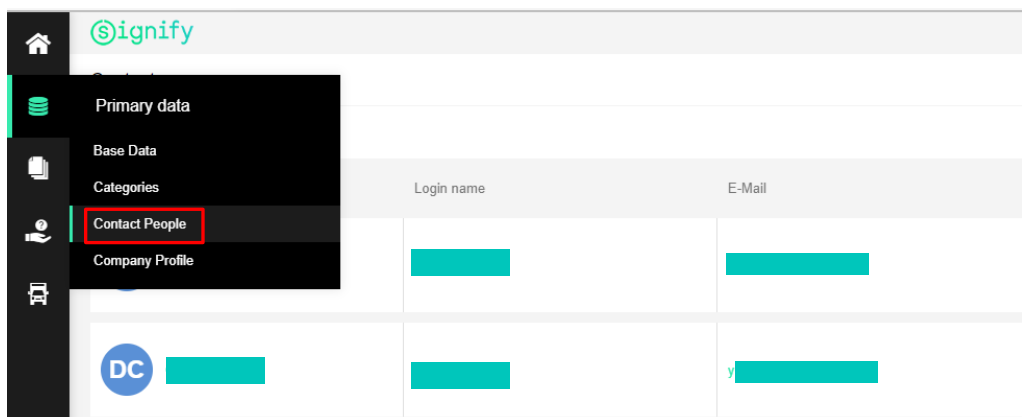 signify
Primary data
Base Data
Categories
Login name
E-Mail
Contact People
Company Profile
DC
y